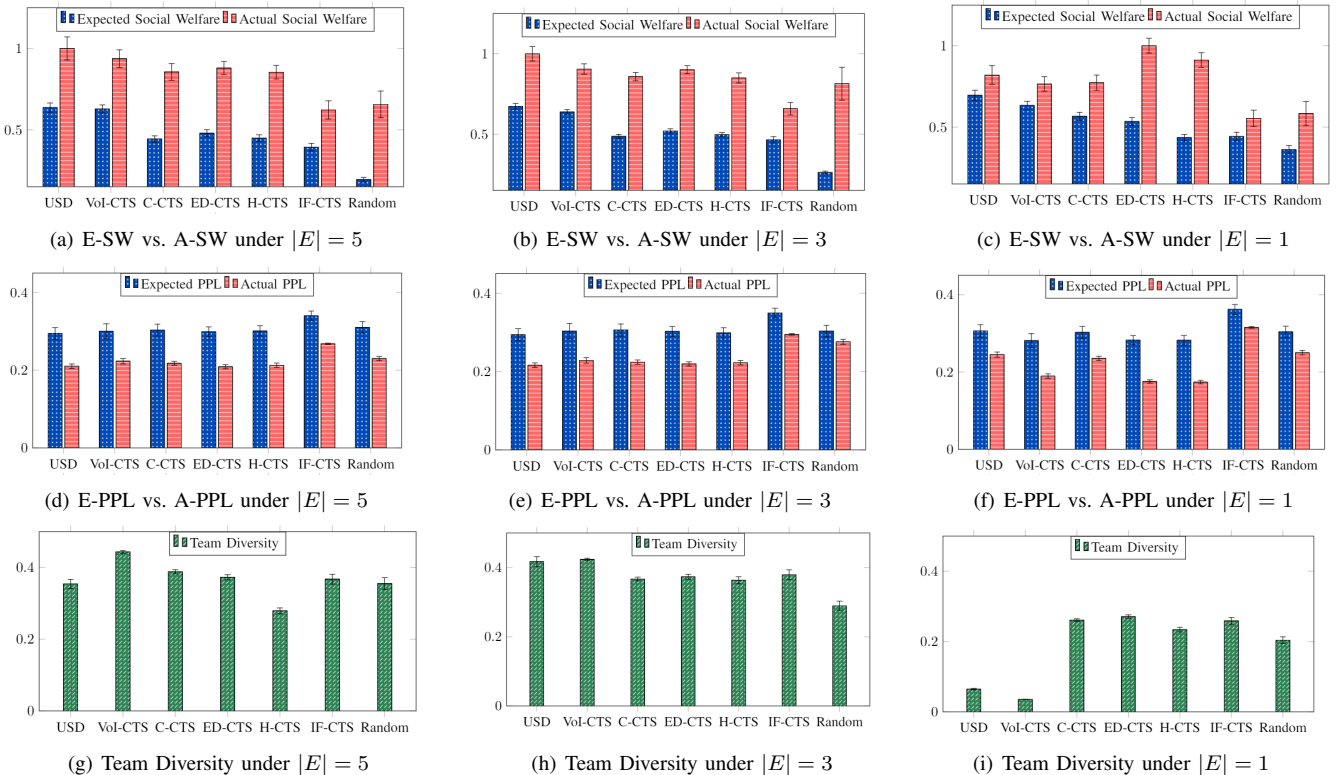 Expected Social Welfare Actual Social Welfare
1
0.5
USD VoI-CTS C-CTS ED-CTS H-CTS IF-CTS Random
(a) E-SW vs. A-SW under |E| = 5
Expected Social Welfare Actual Social Welfare
1
0.5
USD VoI-CTS C-CTS ED-CTS H-CTS IF-CTS Random
(b) E-SW vs. A-SW under |E| = 3
Expected Social Welfare Actual Social Welfare
1
0.5
USD VoI-CTS C-CTS ED-CTS H-CTS IF-CTS Random
(c) E-SW vs. A-SW under |E| = 1
Expected PPL Actual PPL
0.4
0.2
0
USD VoI-CTS C-CTS ED-CTS H-CTS IF-CTS Random
(d) E-PPL vs. A-PPL under |E| = 5
Expected PPL Actual PPL
0.4
0.2
0
USD VoI-CTS C-CTS ED-CTS H-CTS IF-CTS Random
(e) E-PPL vs. A-PPL under |E| = 3
Expected PPL Actual PPL
0.4
0.2
0
USD VoI-CTS C-CTS ED-CTS H-CTS IF-CTS Random
(f) E-PPL vs. A-PPL under |E| = 1
Team Diversity
0.4
0.2
0
USD VoI-CTS C-CTS ED-CTS H-CTS IF-CTS Random
(g) Team Diversity under |E| = 5
Team Diversity
0.4
0.2
0
USD VoI-CTS C-CTS ED-CTS H-CTS IF-CTS Random
(h) Team Diversity under |E| = 3
Team Diversity
0.4
0.2
0
USD VoI-CTS C-CTS ED-CTS H-CTS IF-CTS Random
(i) Team Diversity under |E| = 1